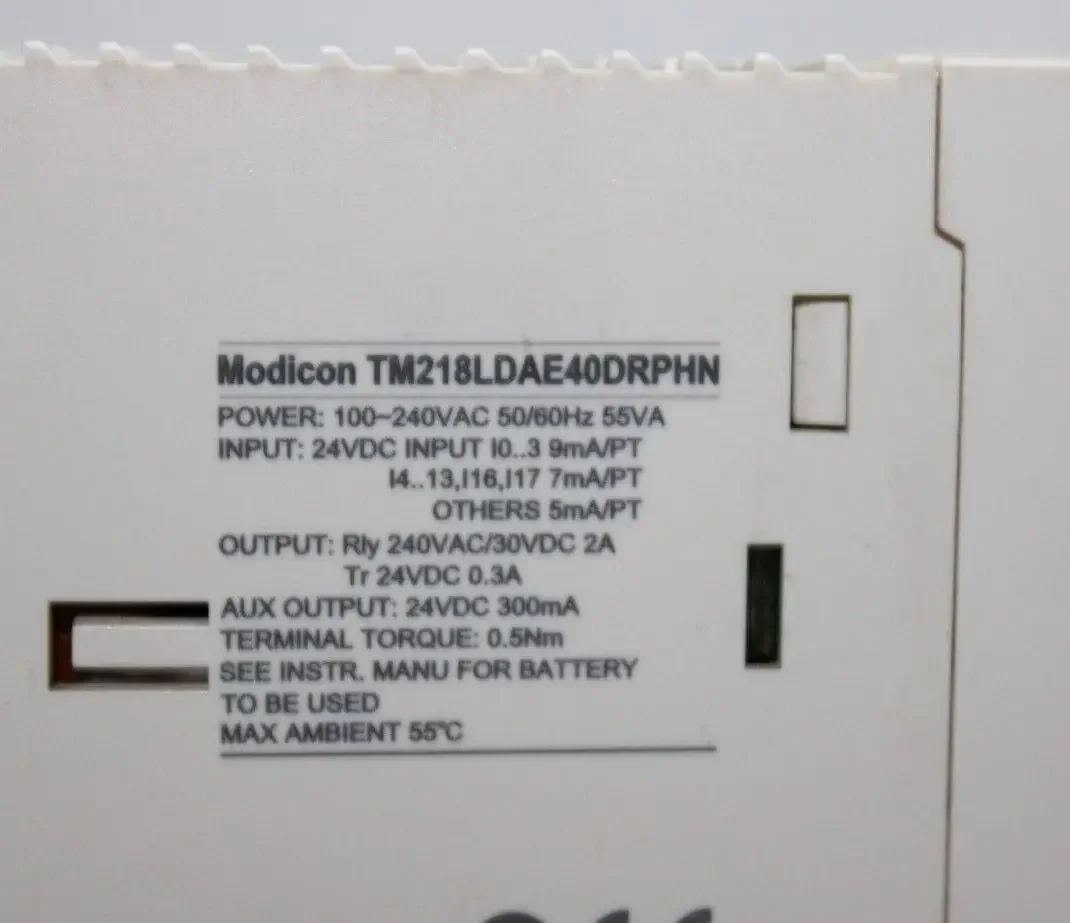 Modicon TM218LDAE40DRPHN
POWER: 100~240VAC 50/60Hz 55VA
INPUT: 24VDC INPUT I0..3 9mA/PT
I4..13,I16,I17 7mA/PT
OTHERS 5mA/PT
OUTPUT: Rly 240VAC/30VDC 2A
Tr 24VDC 0.3A
AUX OUTPUT: 24VDC 300mA
TERMINAL TORQUE: 0.5Nm
SEE INSTR. MANU FOR BATTERY
TO BE USED
MAX AMBIENT 55℃